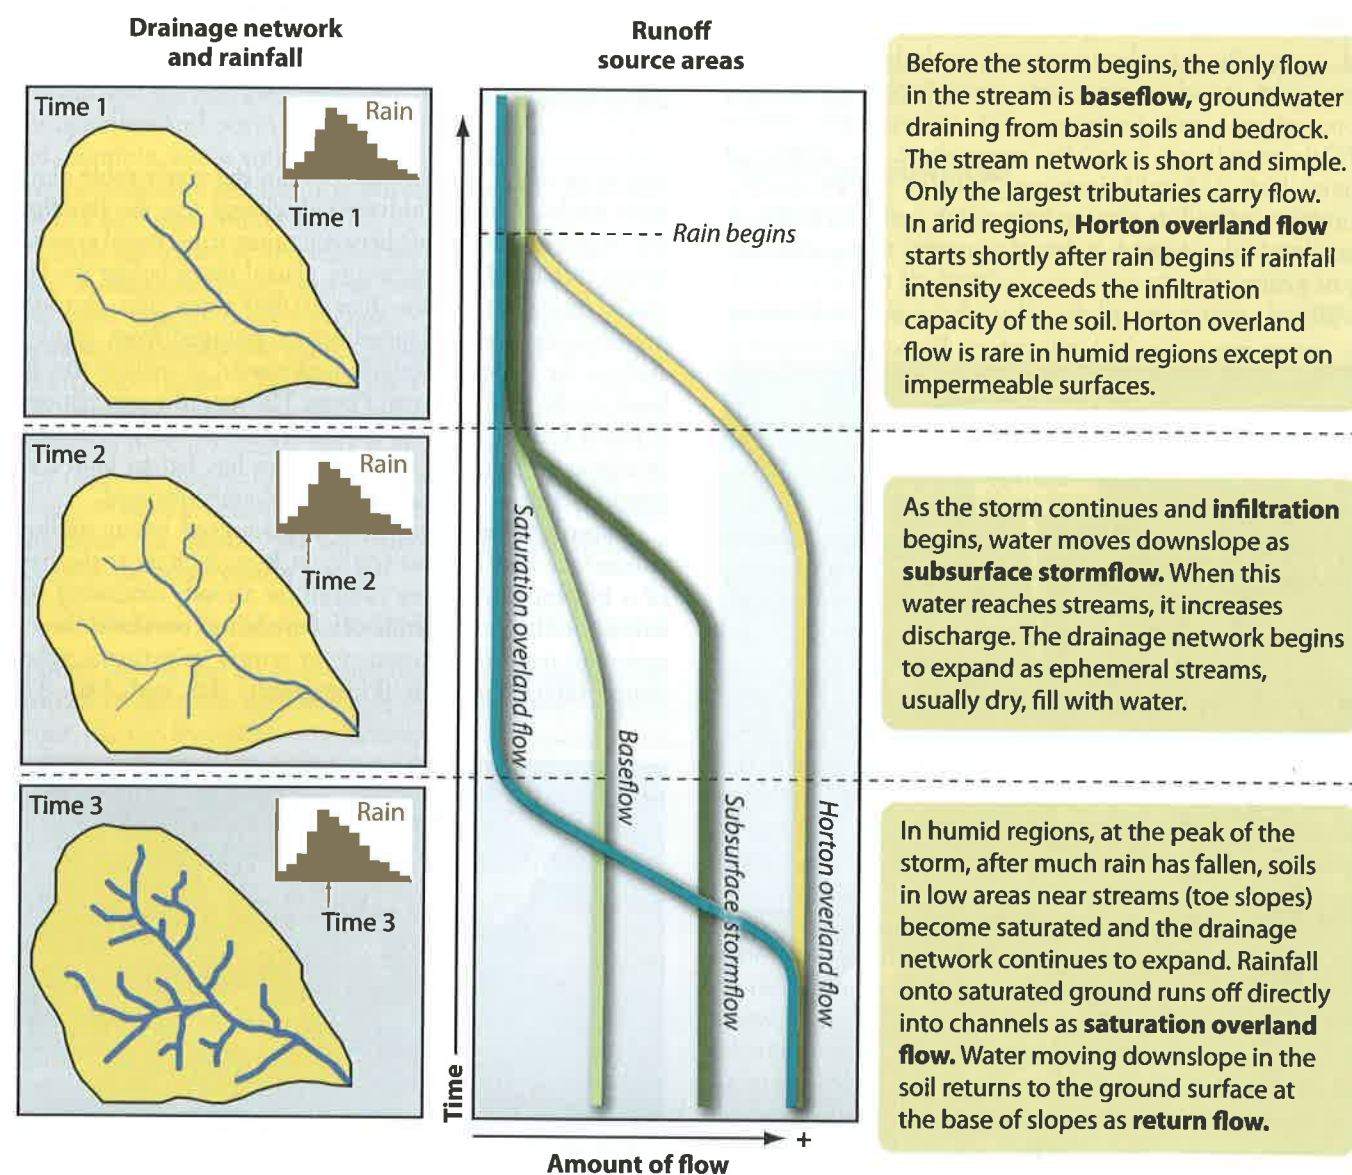 Drainage network
and rainfall
Runoff
source areas
Time 1
Rain
Time 1
Time 2
Rain
Time 2
Time 3
Rain
Time 3
Rain begins
Saturation overland flow
Baseflow
Subsurface stormflow
Horton overland flow
Time
+
Amount of flow
Before the storm begins, the only flow
in the stream is baseflow, groundwater
draining from basin soils and bedrock.
The stream network is short and simple.
Only the largest tributaries carry flow.
In arid regions, Horton overland flow
starts shortly after rain begins if rainfall
intensity exceeds the infiltration
capacity of the soil. Horton overland
flow is rare in humid regions except on
impermeable surfaces.
As the storm continues and infiltration
begins, water moves downslope as
subsurface stormflow. When this
water reaches streams, it increases
discharge. The drainage network begins
to expand as ephemeral streams,
usually dry, fill with water.
In humid regions, at the peak of the
storm, after much rain has fallen, soils
in low areas near streams (toe slopes)
become saturated and the drainage
network continues to expand. Rainfall
onto saturated ground runs off directly
into channels as saturation overland
flow. Water moving downslope in the
soil returns to the ground surface at
the base of slopes as return flow.